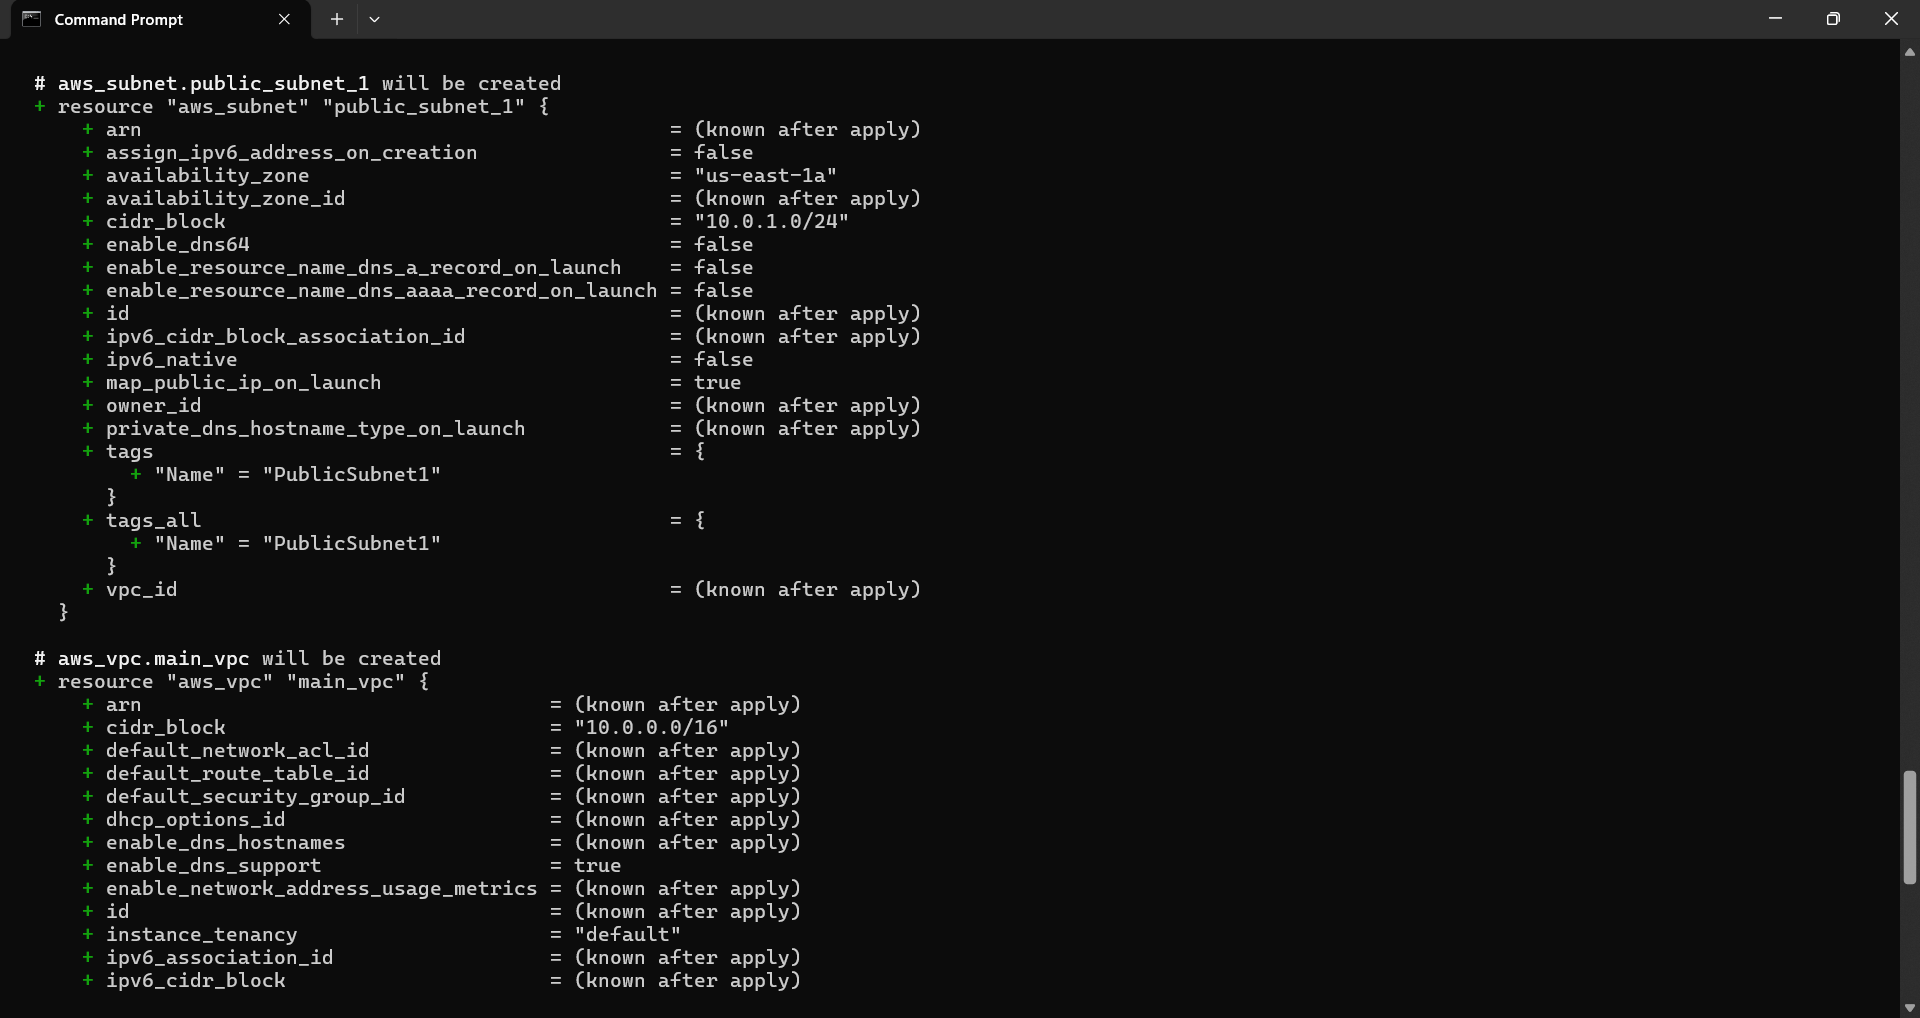 Command Prompt
# aws_subnet.public_subnet_1 will be created
+ resource "aws_subnet" "public_subnet_1" {
+ arn = (known after apply)
+ assign_ipv6_address_on_creation = false
+ availability_zone = "us-east-1a"
+ availability_zone_id = (known after apply)
+ cidr_block = "10.0.1.0/24"
+ enable_dns64 = false
+ enable_resource_name_dns_a_record_on_launch = false
+ enable_resource_name_dns_aaaa_record_on_launch = false
+ id = (known after apply)
+ ipv6_cidr_block_association_id = (known after apply)
+ ipv6_native = false
+ map_public_ip_on_launch = true
+ owner_id = (known after apply)
+ private_dns_hostname_type_on_launch = (known after apply)
+ tags = {
+ "Name" = "PublicSubnet1"
}
+ tags_all = {
+ "Name" = "PublicSubnet1"
}
+ vpc_id = (known after apply)
}
# aws_vpc.main_vpc will be created
+ resource "aws_vpc" "main_vpc" {
+ arn = (known after apply)
+ cidr_block = "10.0.0.0/16"
+ default_network_acl_id = (known after apply)
+ default_route_table_id = (known after apply)
+ default_security_group_id = (known after apply)
+ dhcp_options_id = (known after apply)
+ enable_dns_hostnames = (known after apply)
+ enable_dns_support = true
+ enable_network_address_usage_metrics = (known after apply)
+ id = (known after apply)
+ instance_tenancy = "default"
+ ipv6_association_id = (known after apply)
+ ipv6_cidr_block = (known after apply)